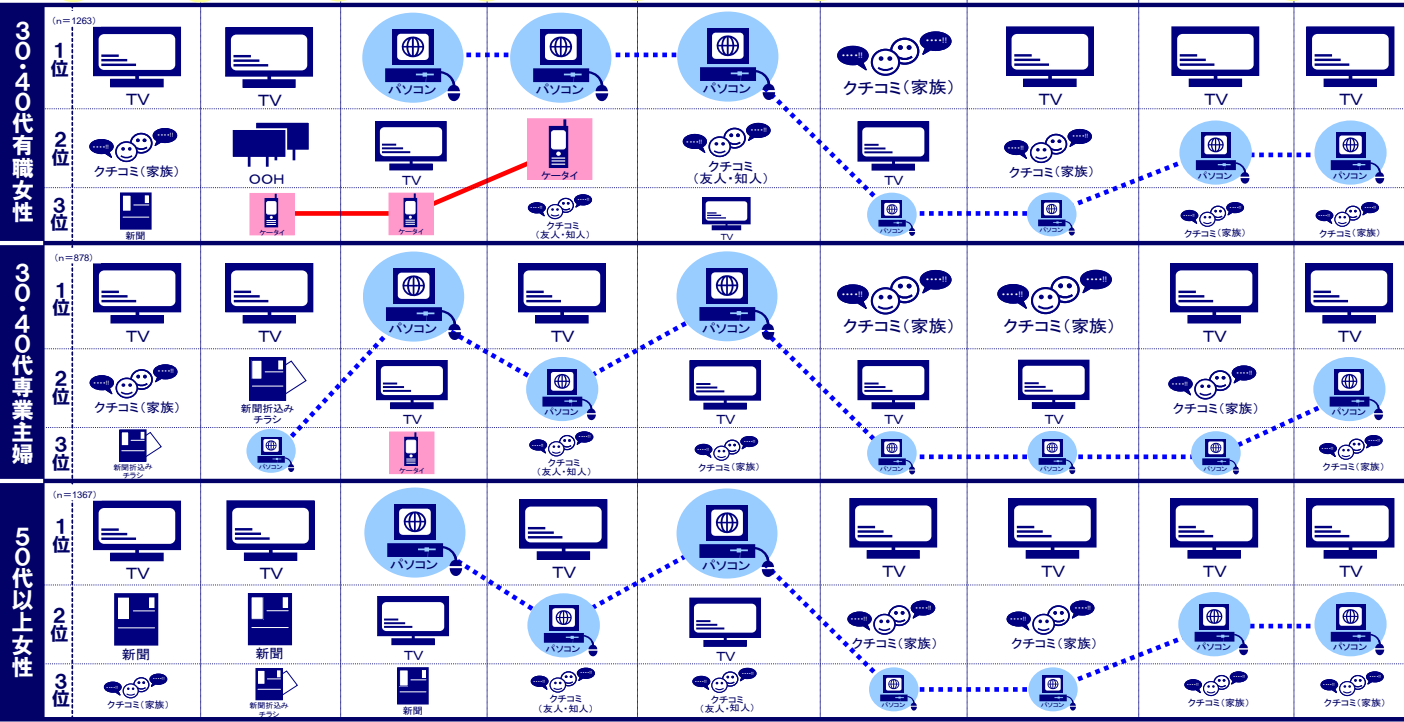 30・40代有職女性
(n=1263)
1位
TV
TV
パソコン
パソコン
パソコン
クチコミ(家族)
TV
TV
TV
2位
クチコミ(家族)
OOH
TV
ケータイ
クチコミ
(友人・知人)
TV
クチコミ(家族)
パソコン
パソコン
3位
新聞
ケータイ
ケータイ
クチコミ
(友人・知人)
TV
パソコン
パソコン
クチコミ(家族)
クチコミ(家族)
30・40代専業主婦
(n=878)
1位
TV
TV
パソコン
TV
パソコン
クチコミ(家族)
クチコミ(家族)
TV
TV
2位
クチコミ(家族)
新聞折込み
チラシ
TV
パソコン
TV
TV
TV
クチコミ(家族)
パソコン
3位
新聞折込み
チラシ
パソコン
ケータイ
クチコミ
(友人・知人)
クチコミ(家族)
パソコン
パソコン
パソコン
クチコミ(家族)
50代以上女性
(n=1367)
1位
TV
TV
パソコン
TV
パソコン
TV
TV
TV
TV
2位
新聞
新聞
TV
パソコン
TV
クチコミ(家族)
クチコミ(家族)
パソコン
パソコン
3位
クチコミ(家族)
新聞折込み
チラシ
新聞
クチコミ
(友人・知人)
クチコミ
(友人・知人)
パソコン
パソコン
クチコミ(家族)
クチコミ(家族)